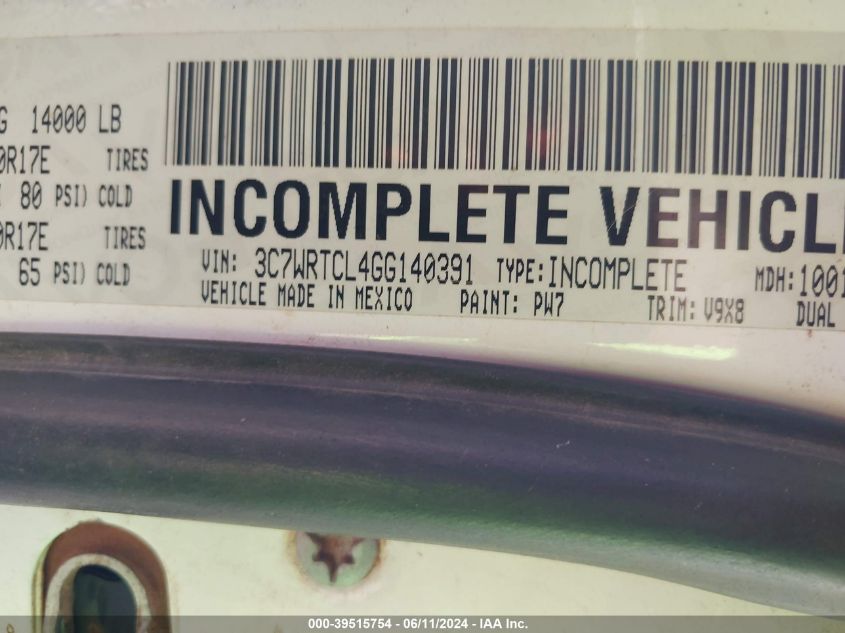 G 14000 LB
0R17E TIRES
80 PSI) COLD
0R17E TIRES
65 PSI) COLD
INCOMPLETE VEHICLE
VIN: 3C7WRTCL4GG140391 TYPE: INCOMPLETE MDH: 1001
VEHICLE MADE IN MEXICO PAINT: PW7 TRIM: V9X8 DUAL
000-39515754 - 06/11/2024 - IAA Inc.